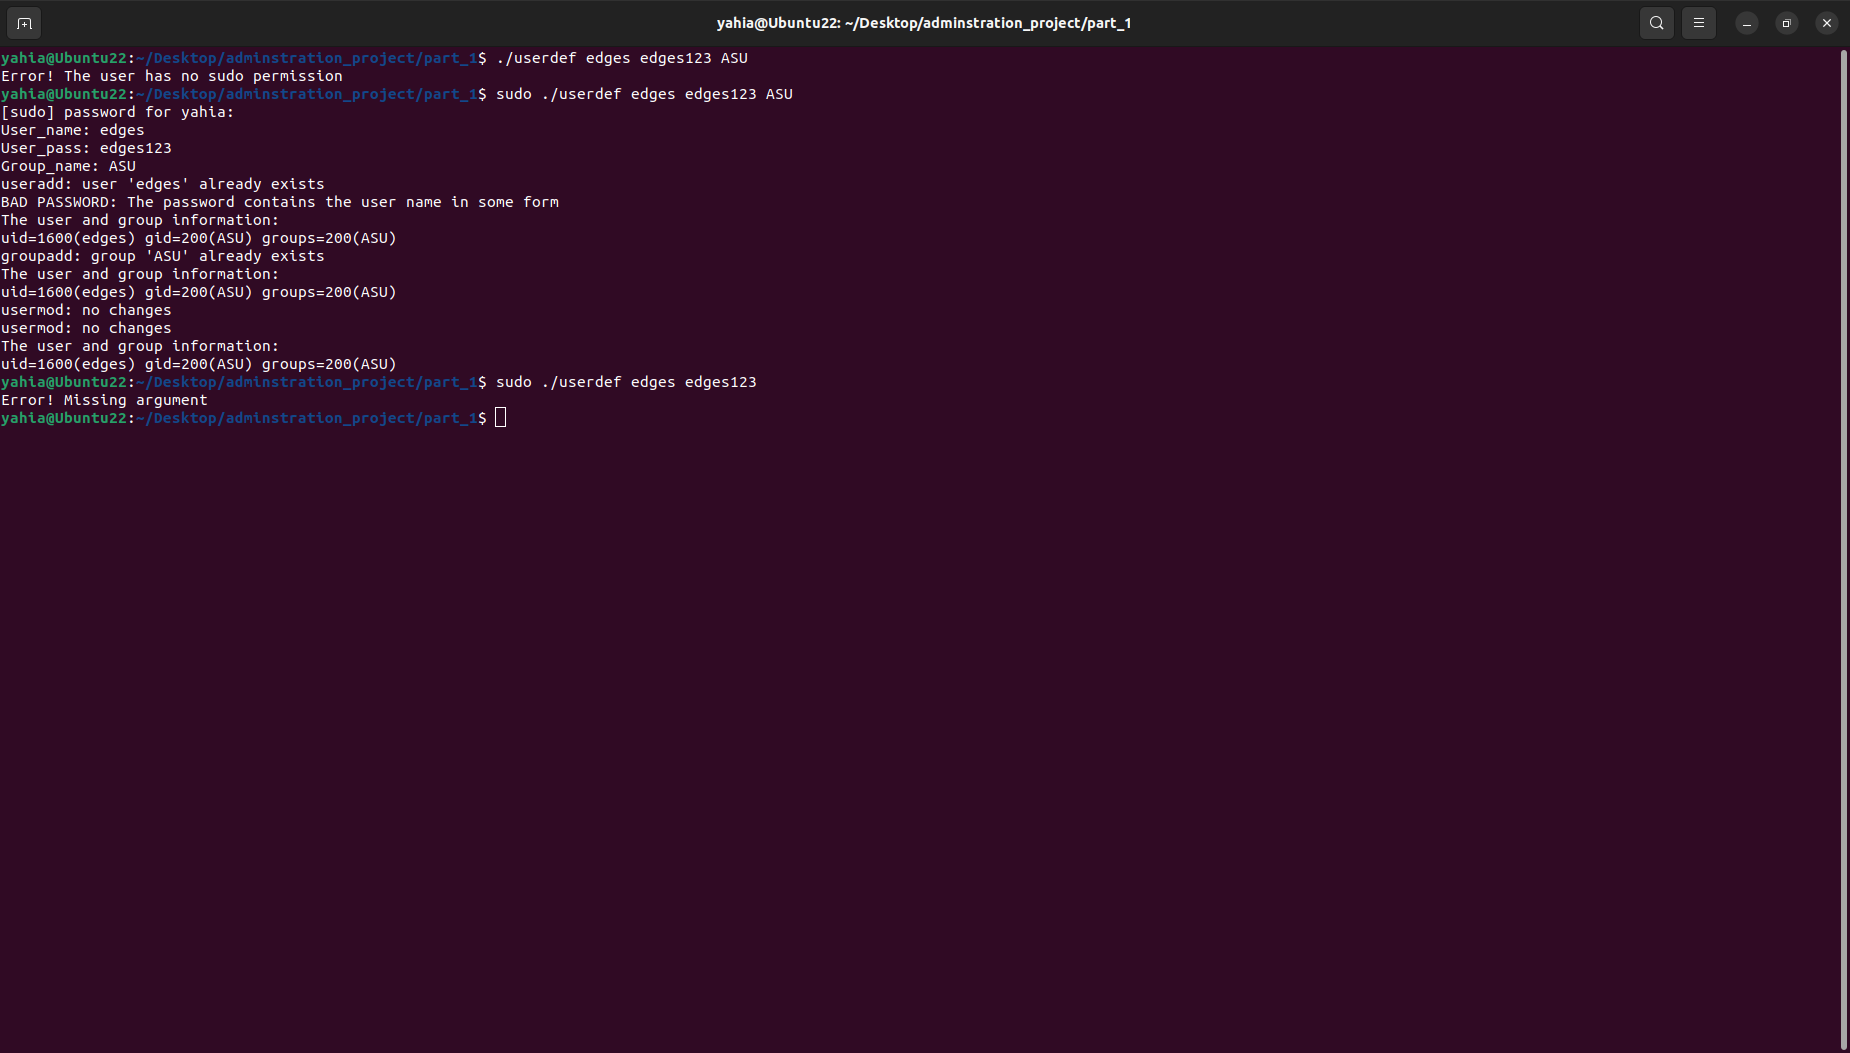 yahia@Ubuntu22: ~/Desktop/adminstration_project/part_1
yahia@Ubuntu22:~/Desktop/adminstration_project/part_1$ ./userdef edges edges123 ASU
Error! The user has no sudo permission
yahia@Ubuntu22:~/Desktop/adminstration_project/part_1$ sudo ./userdef edges edges123 ASU
[sudo] password for yahia:
User_name: edges
User_pass: edges123
Group_name: ASU
useradd: user 'edges' already exists
BAD PASSWORD: The password contains the user name in some form
The user and group information:
uid=1600(edges) gid=200(ASU) groups=200(ASU)
groupadd: group 'ASU' already exists
The user and group information:
uid=1600(edges) gid=200(ASU) groups=200(ASU)
usermod: no changes
usermod: no changes
The user and group information:
uid=1600(edges) gid=200(ASU) groups=200(ASU)
yahia@Ubuntu22:~/Desktop/adminstration_project/part_1$ sudo ./userdef edges edges123
Error! Missing argument
yahia@Ubuntu22:~/Desktop/adminstration_project/part_1$